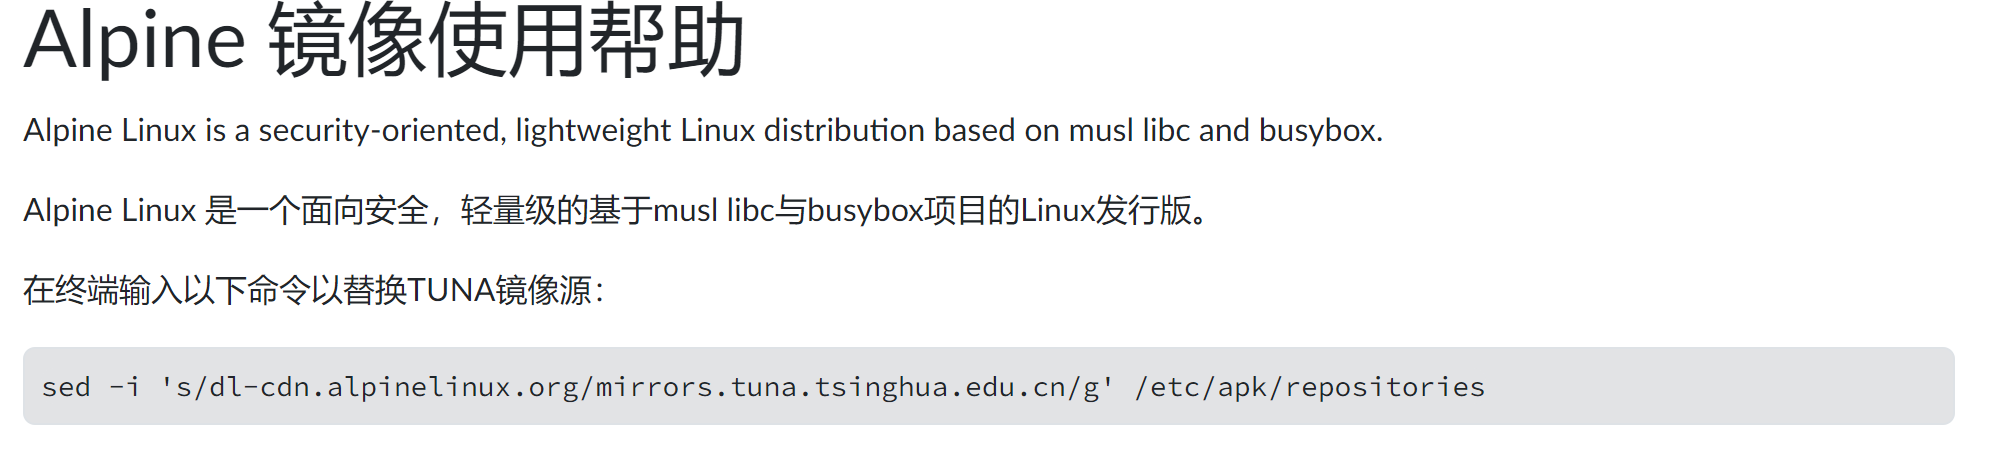 Alpine 镜像使用帮助
Alpine Linux is a security-oriented, lightweight Linux distribution based on musl libc and busybox.
Alpine Linux 是一个面向安全，轻量级的基于musl libc与busybox项目的Linux发行版。
在终端输入以下命令以替换TUNA镜像源：
sed -i 's/dl-cdn.alpinelinux.org/mirrors.tuna.tsinghua.edu.cn/g' /etc/apk/repositories